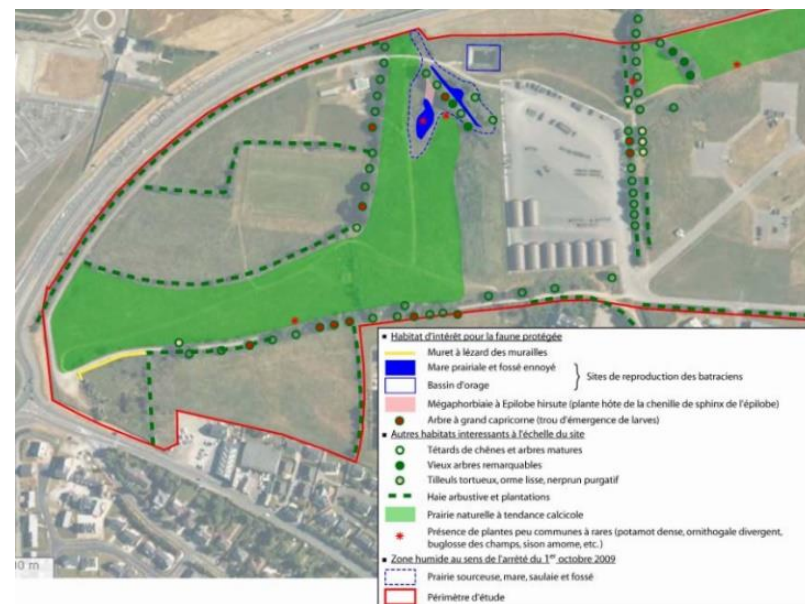 Habitat d'intérêt pour la faune protégée
Muret à lézard des murailles
Mare prairiale et fossé ennoyé
Sites de reproduction des batraciens
Bassin d'orage
Mégaphorbiaie à Epilobe hirsute (plante hôte de la chenille de sphinx de l'épilobe)
Arbre à grand capricorne (trou d'émergence de larves)
Autres habitats interessants à l'échelle du site
Tétards de chênes et arbres matures
Vieux arbres remarquables
Tilleuls tortueux, orme lisse, nerprun purgatif
Haie arbustive et plantations
Prairie naturelle à tendance calcicole
Présence de plantes peu communes à rares (potamot dense, ornithogale divergent,
buglosse des champs, sison amome, etc.)
Zone humide au sens de l'arrêté du 1er octobre 2009
Prairie sourceuse, mare, saulaie et fossé
Périmètre d'étude